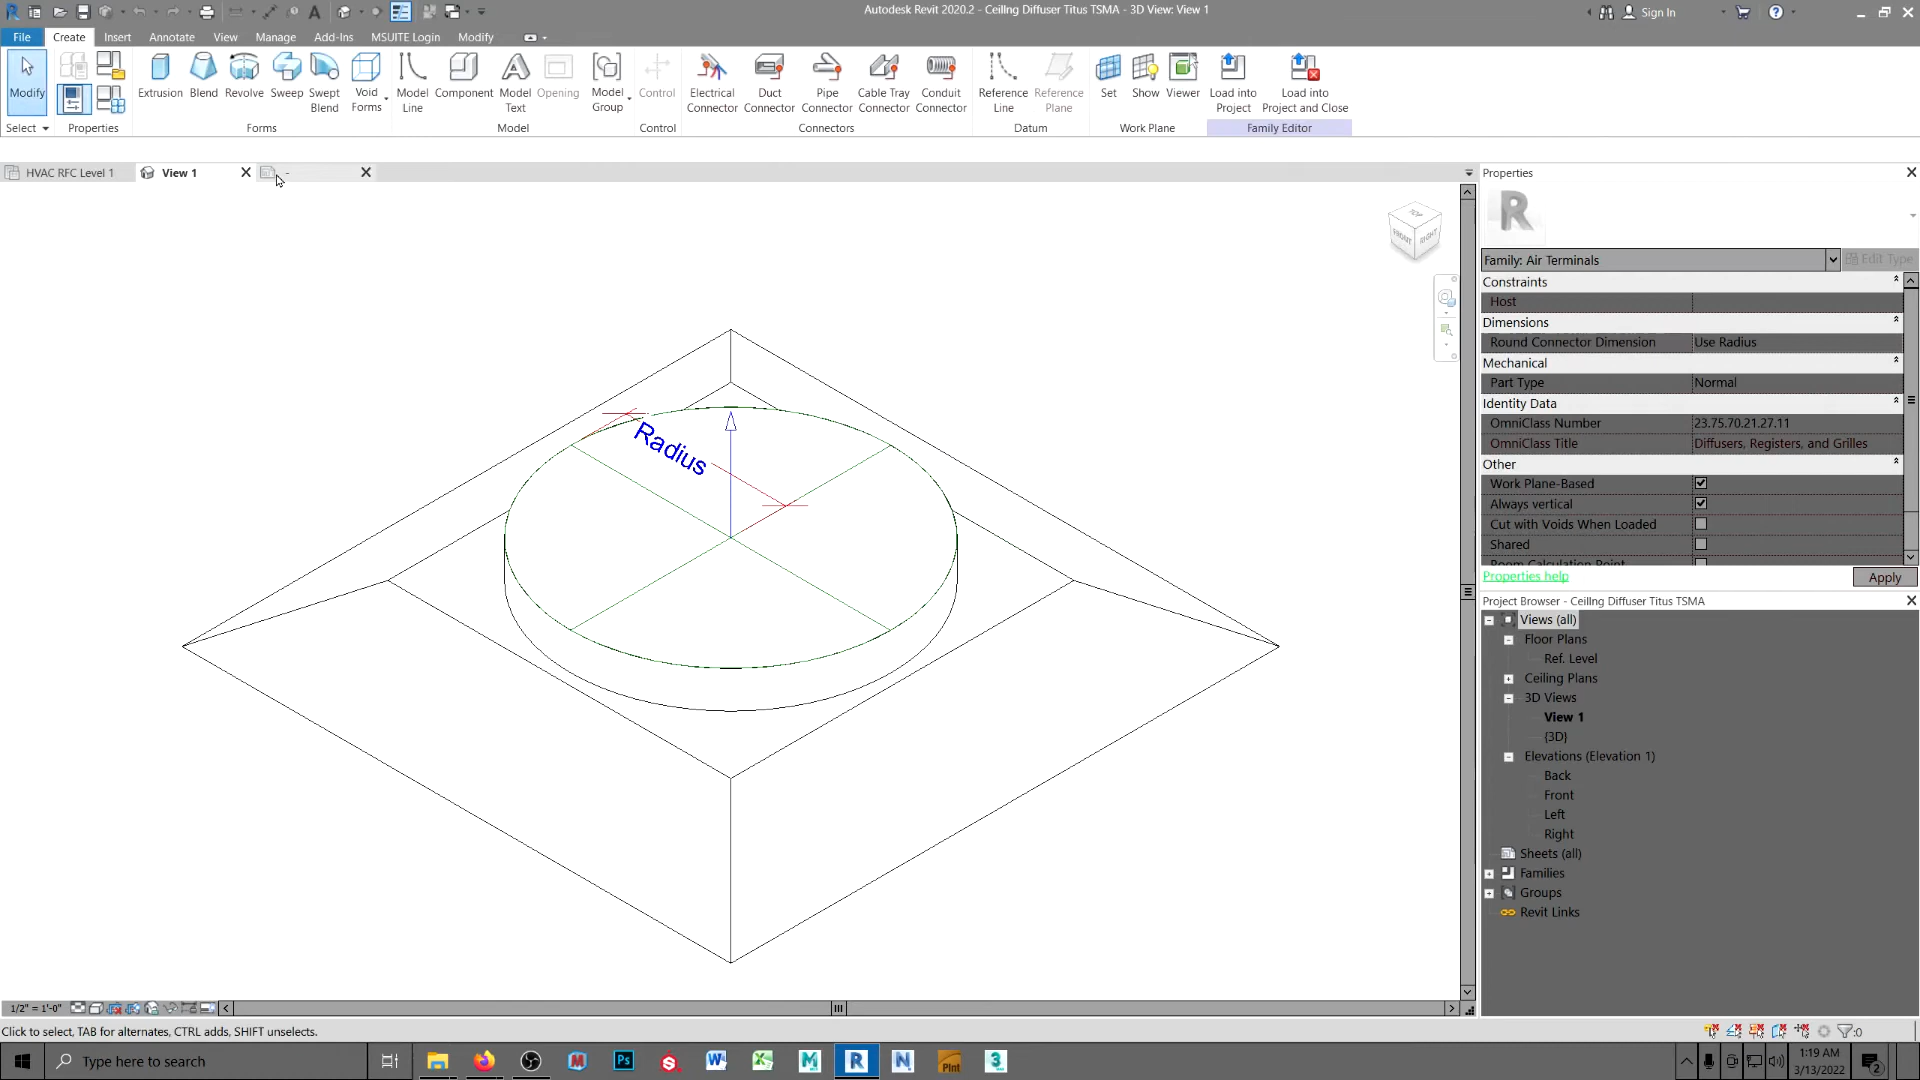 Autodesk Revit 2020.2 - CeilIng Diffuser Titus TSMA - 3D View: View 1
Sign In
File Create Insert Annotate View Manage Add-Ins MSUITE Login Modify
Modify
Extrusion Blend Revolve Sweep Swept Blend Void Forms
Model Line Component Model Text Opening Model Group
Control
Electrical Connector Duct Connector Pipe Connector Cable Tray Connector Conduit Connector
Reference Line Reference Plane
Set Show Viewer
Load into Project Load into Project and Close
Select Properties Forms Model Control Connectors Datum Work Plane Family Editor
HVAC RFC Level 1 View 1 -
TOP
FRONT RIGHT
Radius
Properties
Family: Air Terminals Edit Type
Constraints
Host
Dimensions
Round Connector Dimension Use Radius
Mechanical
Part Type Normal
Identity Data
OmniClass Number 23.75.70.21.27.11
OmniClass Title Diffusers, Registers, and Grilles
Other
Work Plane-Based
Always vertical
Cut with Voids When Loaded
Shared
Room Calculation Point
Properties help Apply
Project Browser - CeilIng Diffuser Titus TSMA
Views (all)
Floor Plans
Ref. Level
Ceiling Plans
3D Views
View 1
{3D}
Elevations (Elevation 1)
Back
Front
Left
Right
Sheets (all)
Families
Groups
Revit Links
1/2" = 1'-0"
Click to select, TAB for alternates, CTRL adds, SHIFT unselects.
:0
Type here to search
1:19 AM
3/13/2022
2